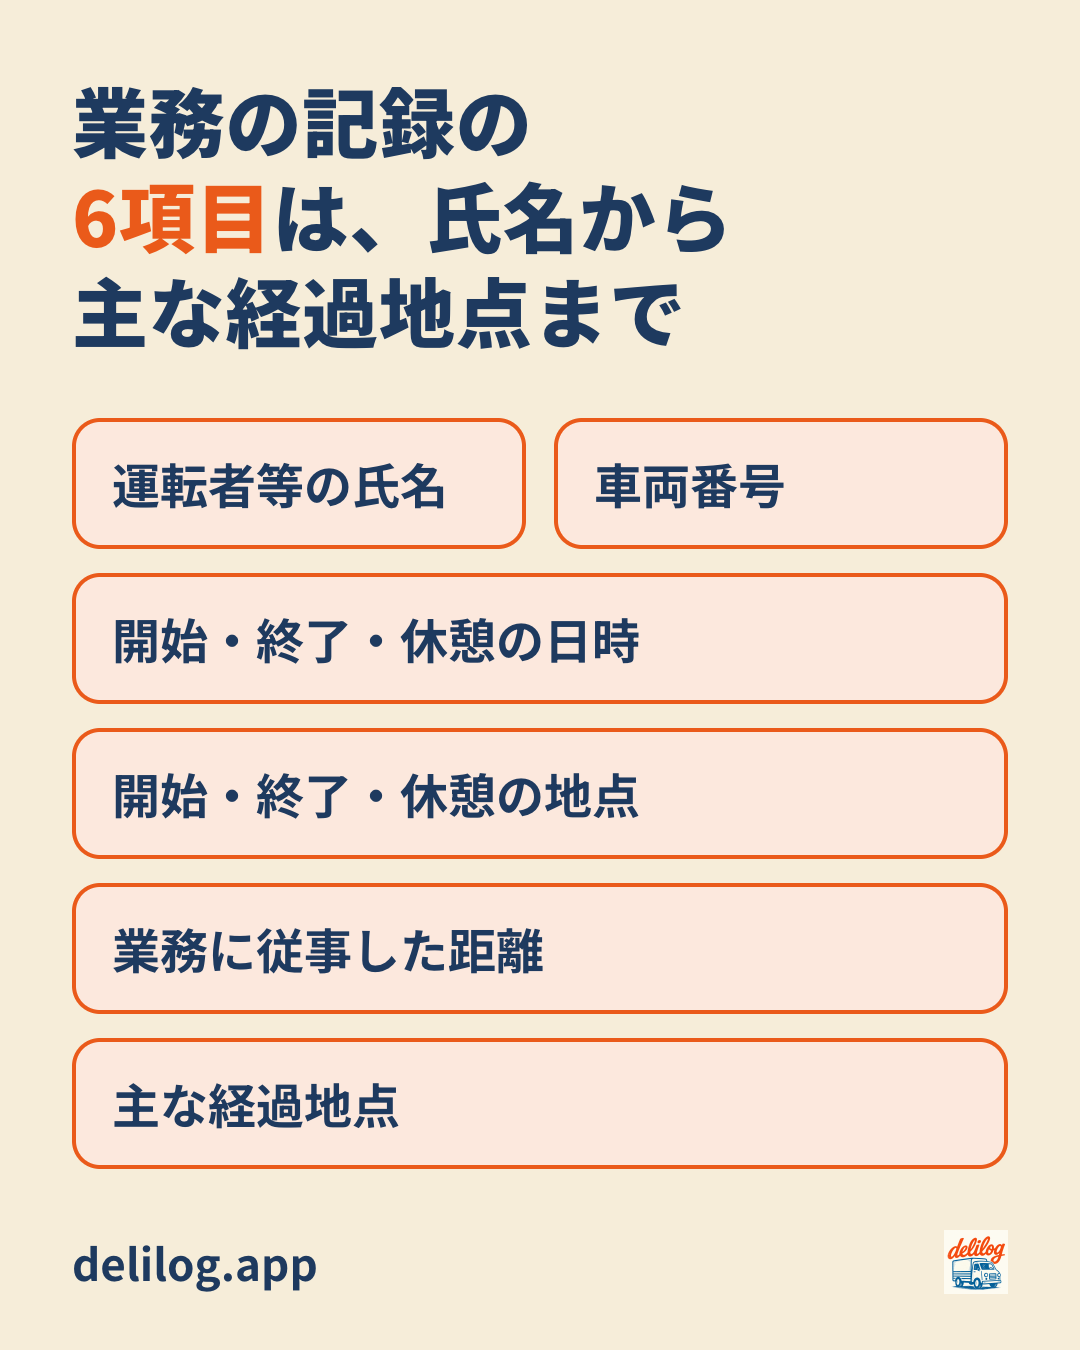 業務の記録の
6項目は、氏名から
主な経過地点まで
運転者等の氏名
車両番号
開始・終了・休憩の日時
開始・終了・休憩の地点
業務に従事した距離
主な経過地点
delilog.app
delilog